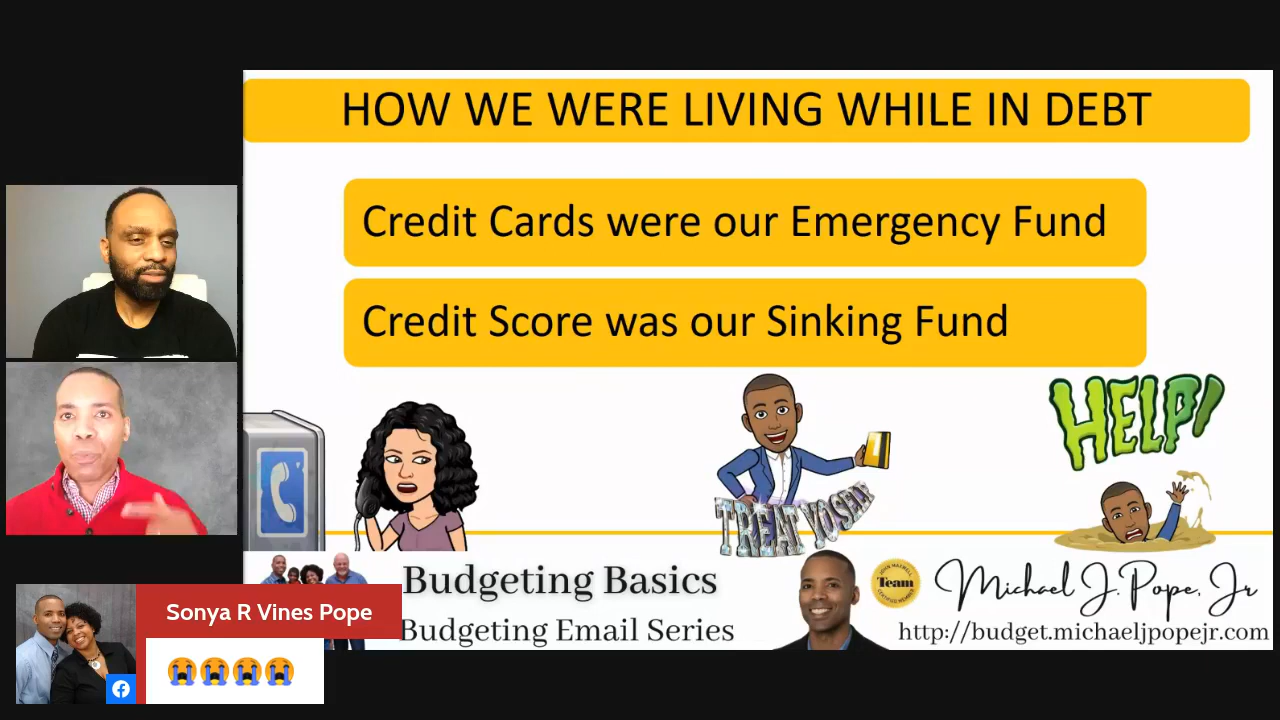 HOW WE WERE LIVING WHILE IN DEBT
Credit Cards were our Emergency Fund
Credit Score was our Sinking Fund
HELP!
TREAT YO SELF
Budgeting Basics
Budgeting Email Series
Team
Michael J. Pope, Jr
http://budget.michaeljpopejr.com
Sonya R Vines Pope
😭😭😭😭